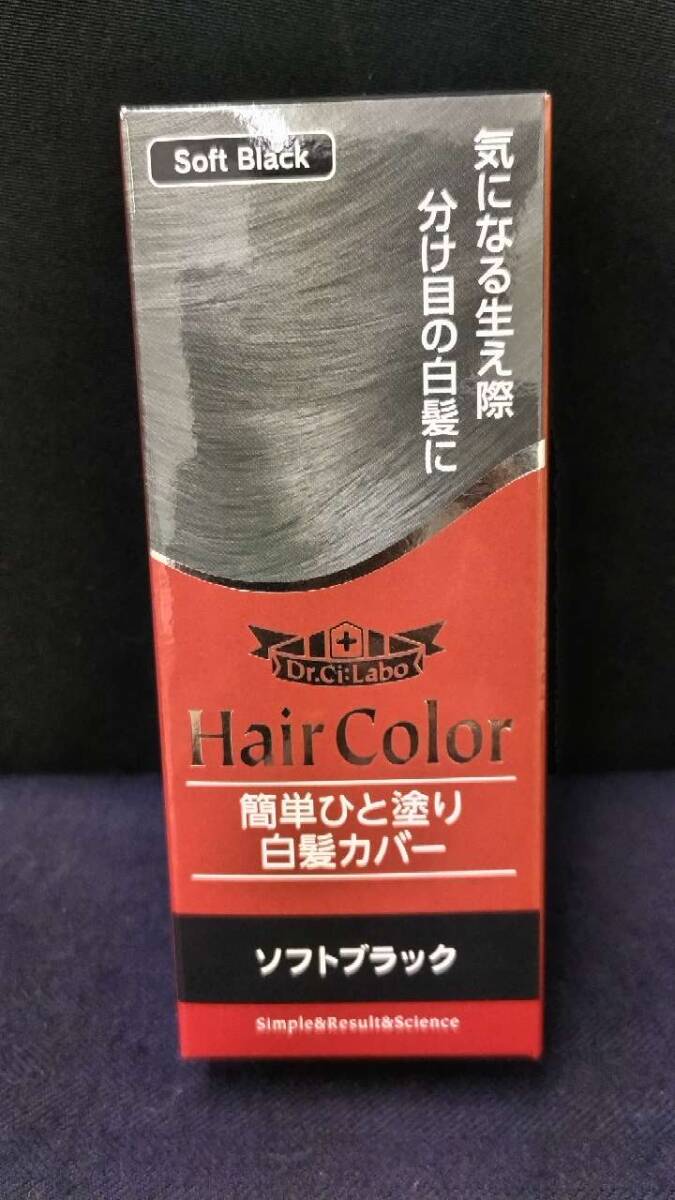 Soft Black
気になる生え際
分け目の白髪に
Dr.Ci:Labo
Hair Color
簡単ひと塗り
白髪カバー
ソフトブラック
Simple&Result&Science